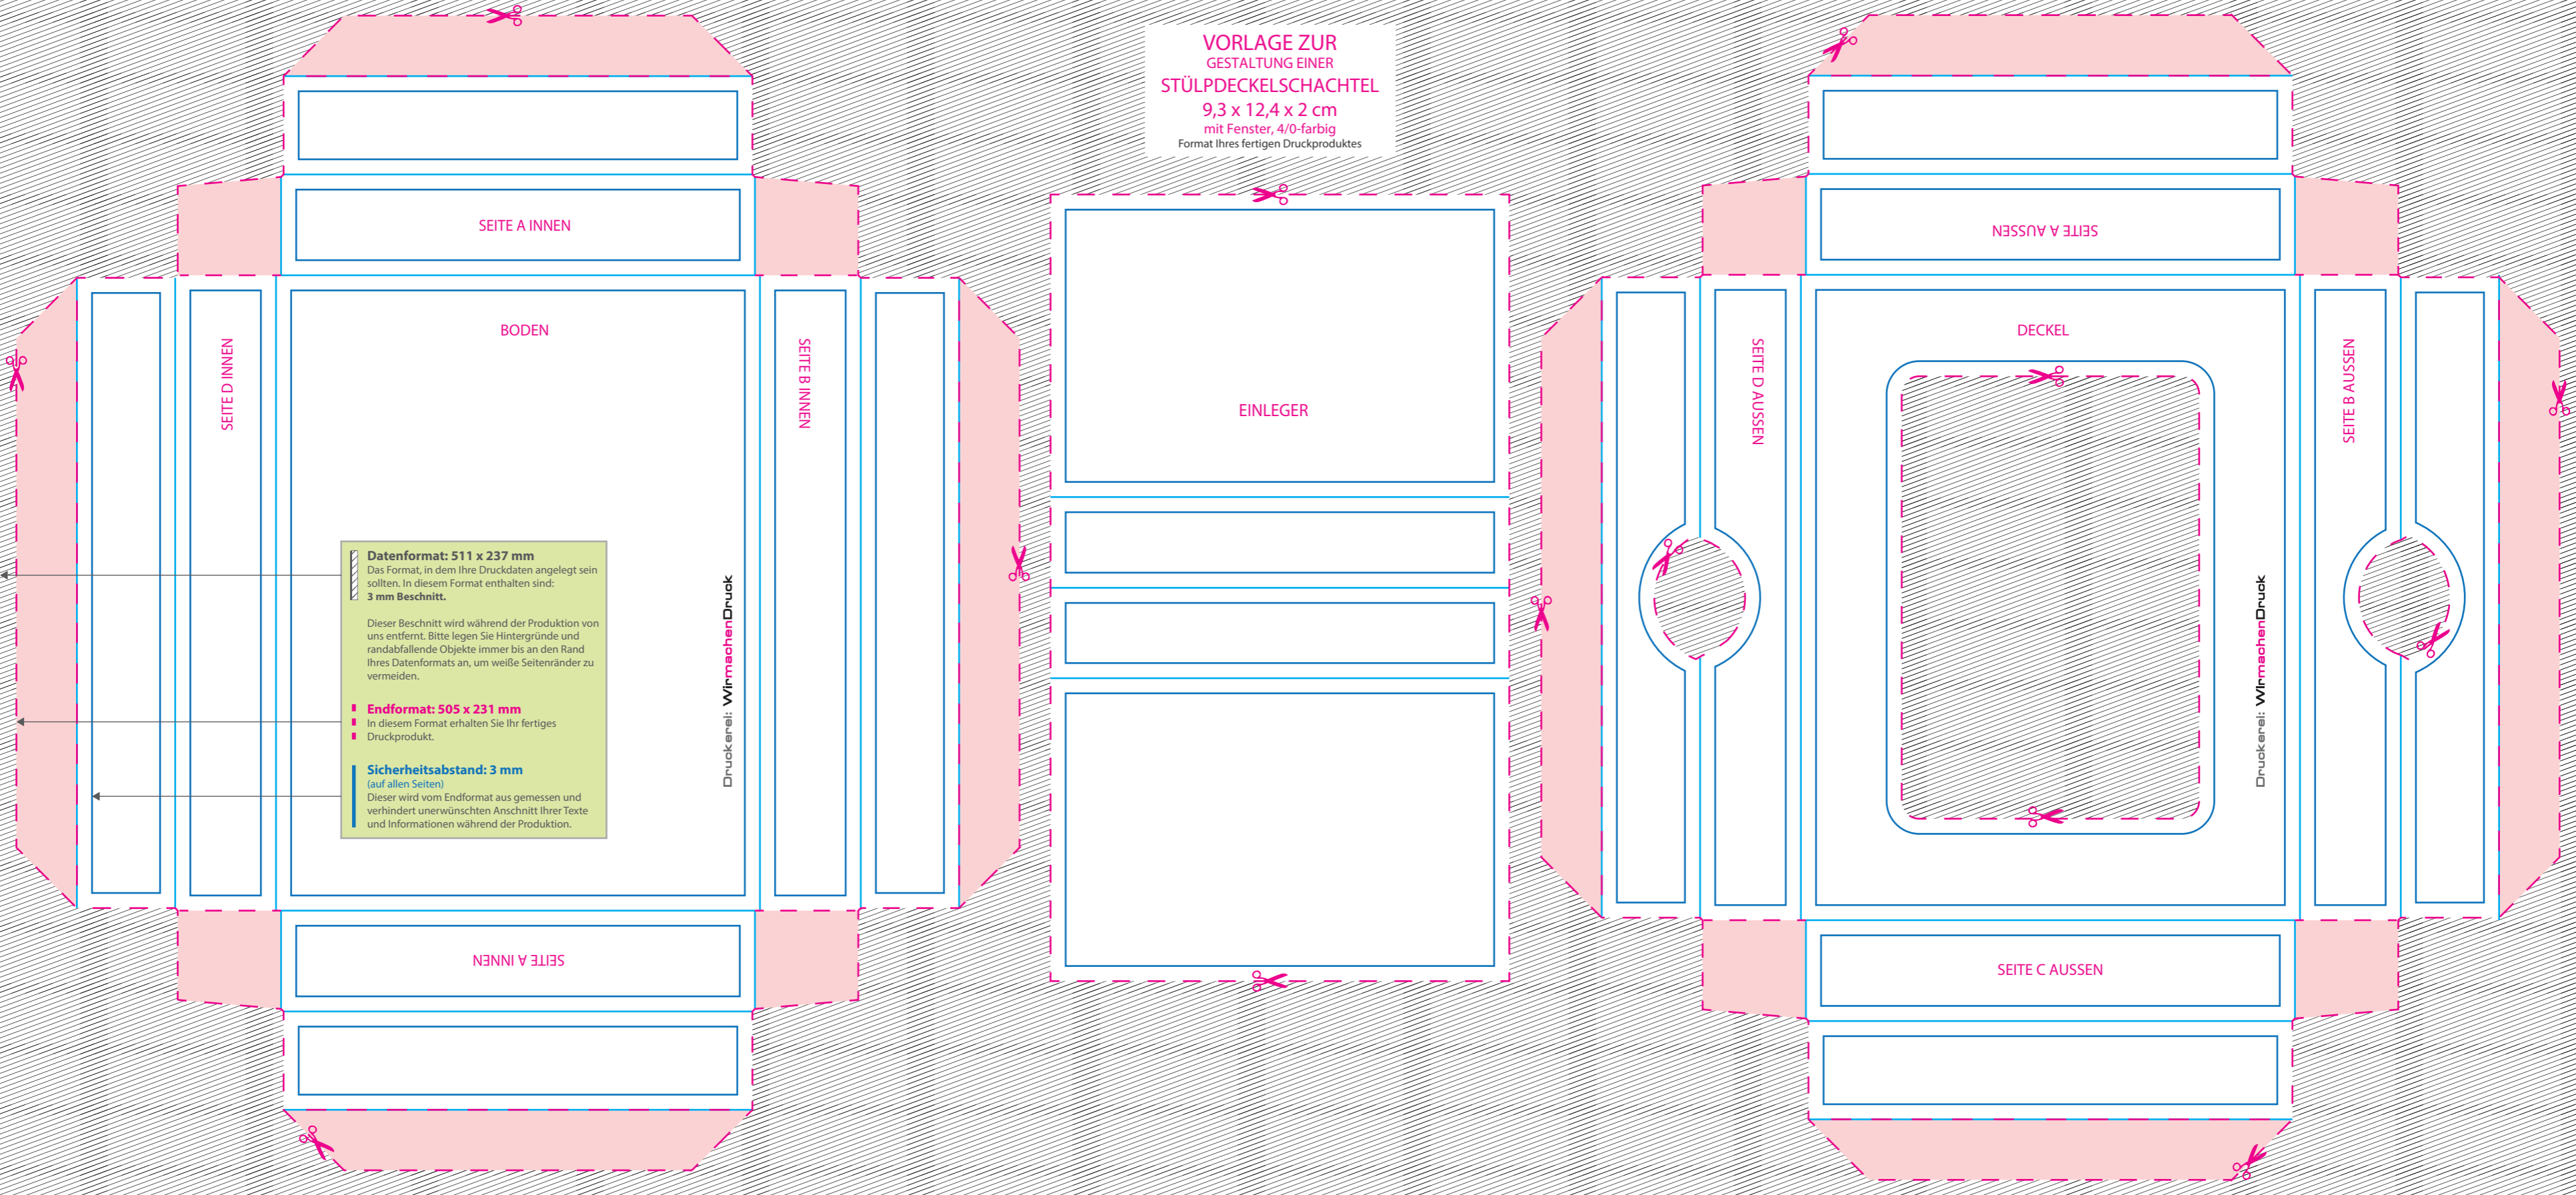 VORLAGE ZUR
GESTALTUNG EINER
STÜLPDECKELSCHACHTEL
9,3 x 12,4 x 2 cm
mit Fenster, 4/0-farbig
Format Ihres fertigen Druckproduktes
SEITE A INNEN
SEITE D INNEN
BODEN
SEITE B INNEN
Datenformat: 511 x 237 mm
Das Format, in dem Ihre Druckdaten angelegt sein
sollten. In diesem Format enthalten sind:
3 mm Beschnitt.
Dieser Beschnitt wird während der Produktion von
uns entfernt. Bitte legen Sie Hintergründe und
randabfallende Objekte immer bis an den Rand
Ihres Datenformats an, um weiße Seitenränder zu
vermeiden.
Endformat: 505 x 231 mm
In diesem Format erhalten Sie Ihr fertiges
Druckprodukt.
Sicherheitsabstand: 3 mm
(auf allen Seiten)
Dieser wird vom Endformat aus gemessen und
verhindert unerwünschten Anschnitt Ihrer Texte
und Informationen während der Produktion.
Druckerei: WirmachenDruck
SEITE A INNEN
EINLEGER
SEITE A AUSSEN
SEITE D AUSSEN
DECKEL
SEITE B AUSSEN
Druckerei: WirmachenDruck
SEITE C AUSSEN